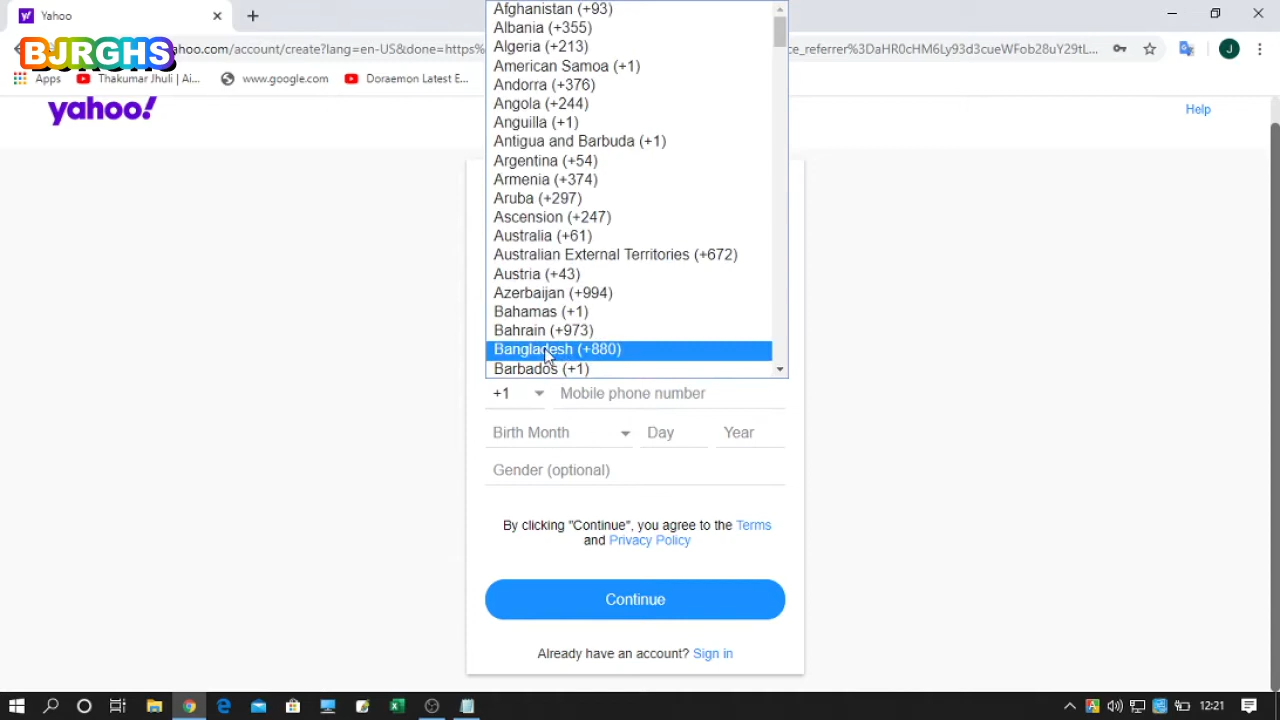 Yahoo
BJRGHS
yahoo.com/account/create?lang=en-US&done=https%
ce_referrer%3DaHR0cHM6Ly93d3cueWFob28uY29tL...
J
Apps
Thakumar Jhuli | Ai...
www.google.com
Doraemon Latest E...
yahoo!
Help
Afghanistan (+93)
Albania (+355)
Algeria (+213)
American Samoa (+1)
Andorra (+376)
Angola (+244)
Anguilla (+1)
Antigua and Barbuda (+1)
Argentina (+54)
Armenia (+374)
Aruba (+297)
Ascension (+247)
Australia (+61)
Australian External Territories (+672)
Austria (+43)
Azerbaijan (+994)
Bahamas (+1)
Bahrain (+973)
Bangladesh (+880)
Barbados (+1)
+1 Mobile phone number
Birth Month Day Year
Gender (optional)
By clicking "Continue", you agree to the Terms
and Privacy Policy
Continue
Already have an account? Sign in
12:21